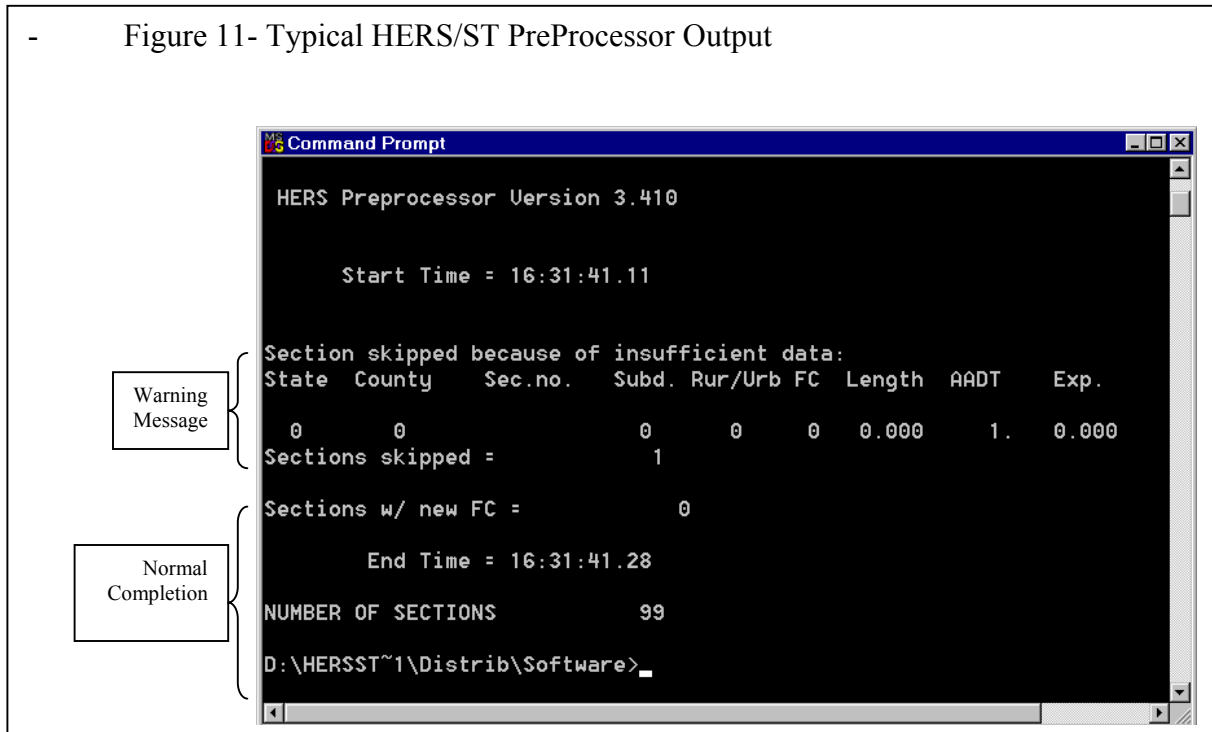 - Figure 11- Typical HERS/ST PreProcessor Output
Command Prompt
HERS Preprocessor Version 3.410
Start Time = 16:31:41.11
Warning
Message
Section skipped because of insufficient data:
State County Sec.no. Subd. Rur/Urb FC Length AADT Exp.
0 0 0 0 0 0.000 1. 0.000
Sections skipped = 1
Normal
Completion
Sections w/ new FC = 0
End Time = 16:31:41.28
NUMBER OF SECTIONS 99
D:\HERSST~1\Distrib\Software>_